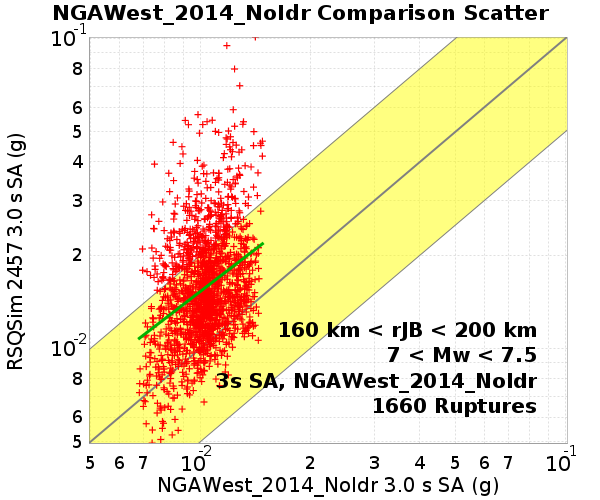 NGAWest_2014_NoIdr Comparison Scatter
10-1
8
6
5
4
3
2
10-2
8
6
5
RSQSim 2457 3.0 s SA (g)
160 km < rJB < 200 km
7 < Mw < 7.5
3s SA, NGAWest_2014_NoIdr
1660 Ruptures
5 6 7 10-2 2 3 4 5 6 7 10-1
NGAWest_2014_NoIdr 3.0 s SA (g)